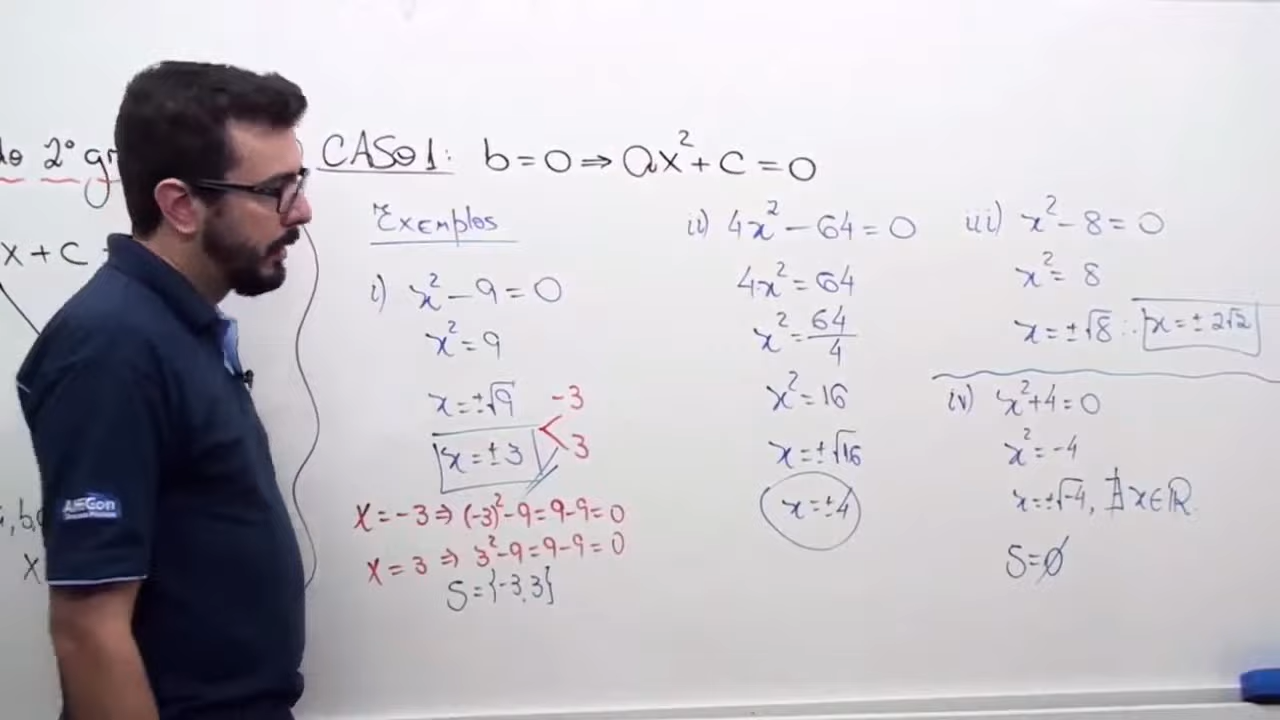 do 2° g
x + c
CASO 1: b = 0 ⇒ ax² + c = 0
Exemplos
i) x² - 9 = 0
x² = 9
x = ±√9
-3
3
x = ± 3
x = -3 ⇒ (-3)² - 9 = 9 - 9 = 0
x = 3 ⇒ 3² - 9 = 9 - 9 = 0
S = {-3, 3}
ii) 4x² - 64 = 0
4x² = 64
x² = 64/4
x² = 16
x = ±√16
x = ±4
iii) x² - 8 = 0
x² = 8
x = ±√8 ∴ x = ± 2√2
iv) x² + 4 = 0
x² = -4
x = ±√-4, ∄ x ∈ ℝ
S = ∅